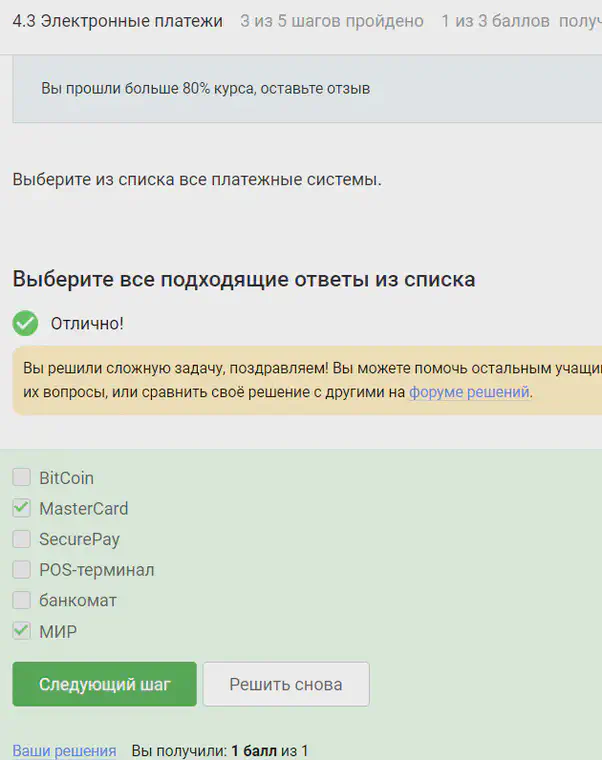 4.3 Электронные платежи 3 из 5 шагов пройдено 1 из 3 баллов получ
Вы прошли больше 80% курса, оставьте отзыв
Выберите из списка все платежные системы.
Выберите все подходящие ответы из списка
Отлично!
Вы решили сложную задачу, поздравляем! Вы можете помочь остальным учащи
их вопросы, или сравнить своё решение с другими на форуме решений.
BitCoin
MasterCard
SecurePay
POS-терминал
банкомат
МИР
Следующий шаг Решить снова
Ваши решения Вы получили: 1 балл из 1